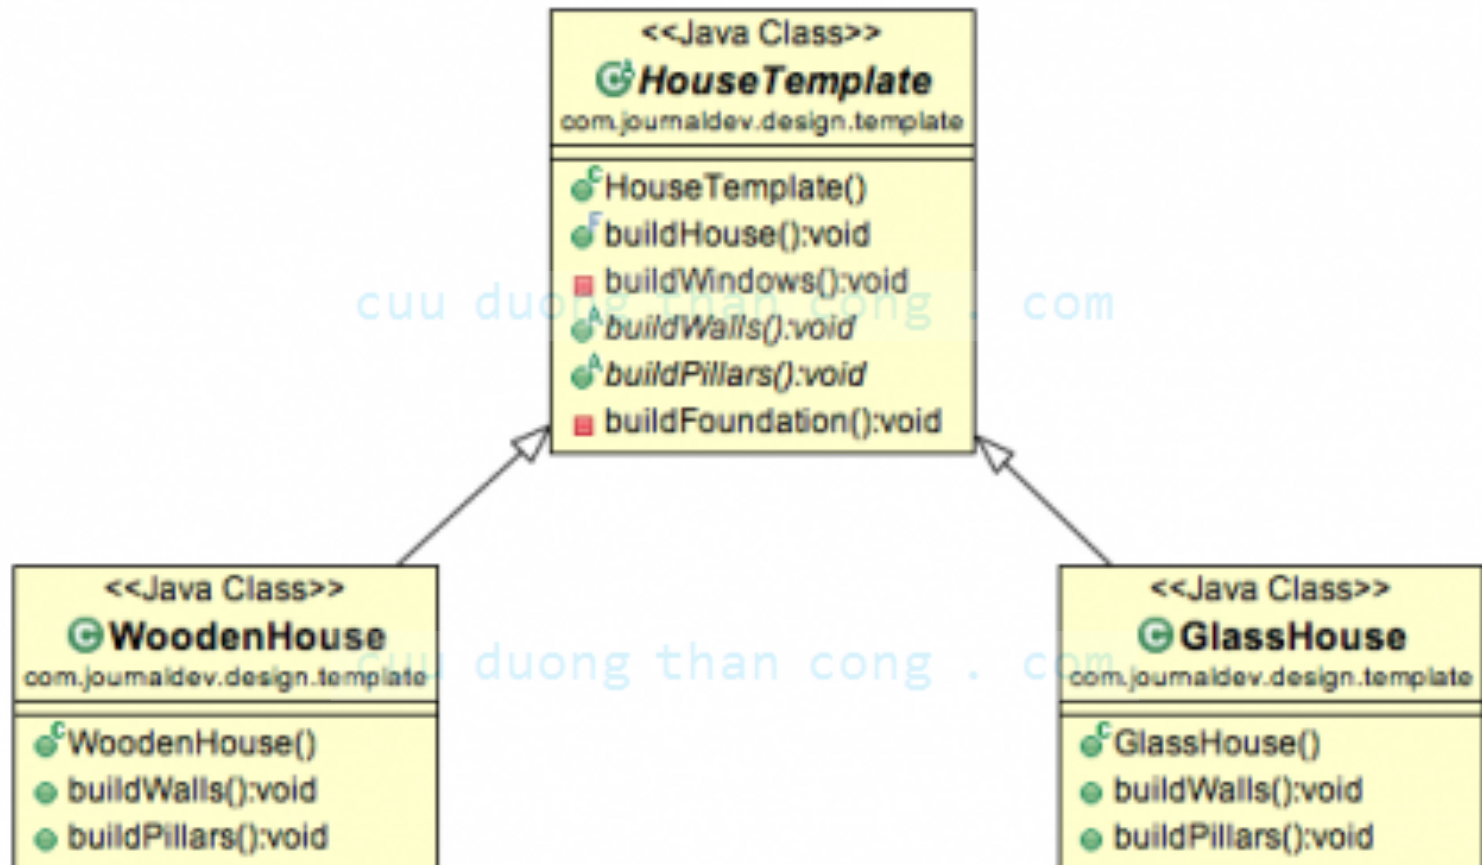 <<Java Class>>
HouseTemplate
com.journaldev.design.template
HouseTemplate()
buildHouse():void
buildWindows():void
cuu duong than cong . com
buildWalls():void
buildPillars():void
buildFoundation():void
<<Java Class>>
WoodenHouse
com.journaldev.design.template
WoodenHouse()
buildWalls():void
buildPillars():void
cuu duong than cong . com
<<Java Class>>
GlassHouse
com.journaldev.design.template
GlassHouse()
buildWalls():void
buildPillars():void